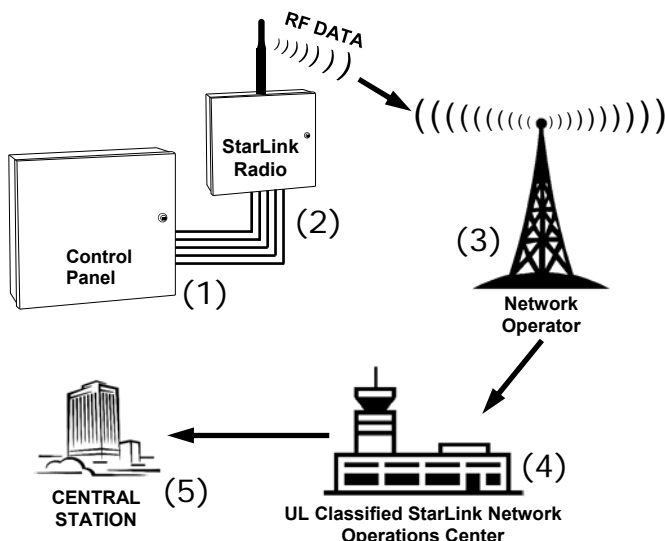 RF DATA
StarLink
Radio
(2)
Control
Panel
(1)
(3)
Network
Operator
(4)
UL Classified StarLink Network
Operations Center
(5)
CENTRAL
STATION